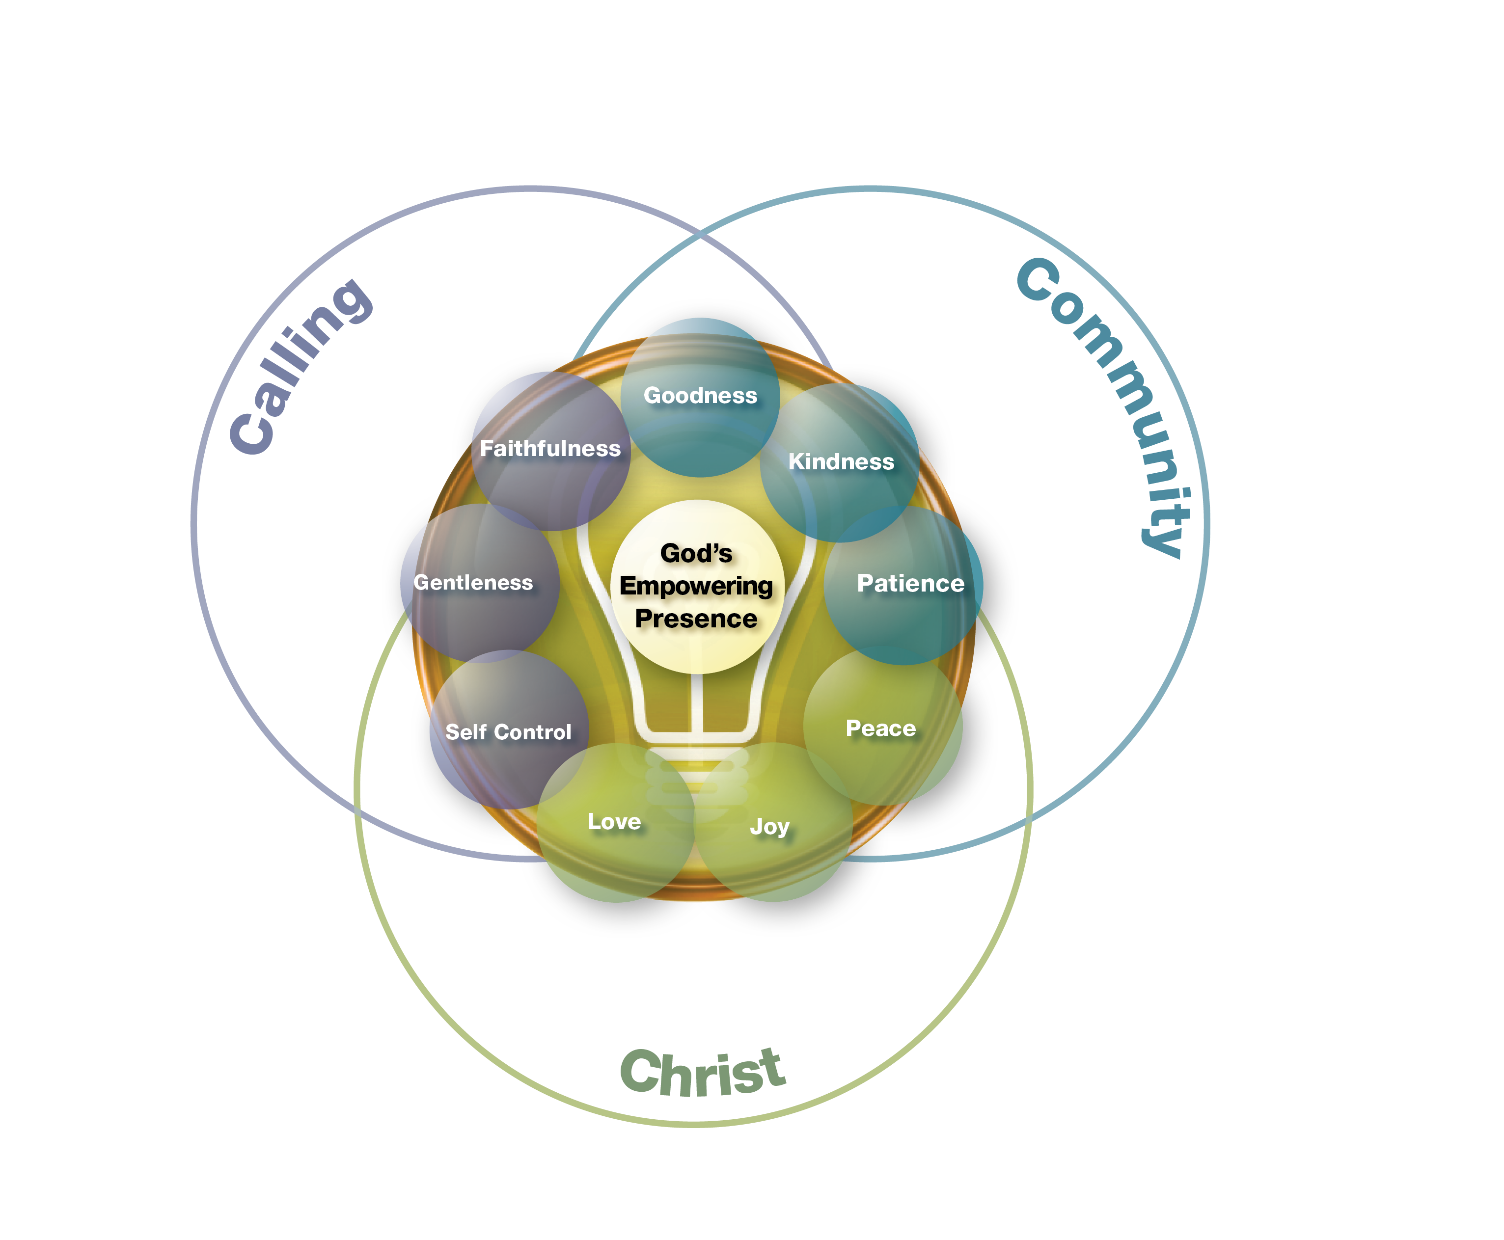 Calling
Community
Goodness
Faithfulness
Kindness
God’s
Empowering
Presence
Gentleness
Patience
Self Control
Peace
Love
Joy
Christ